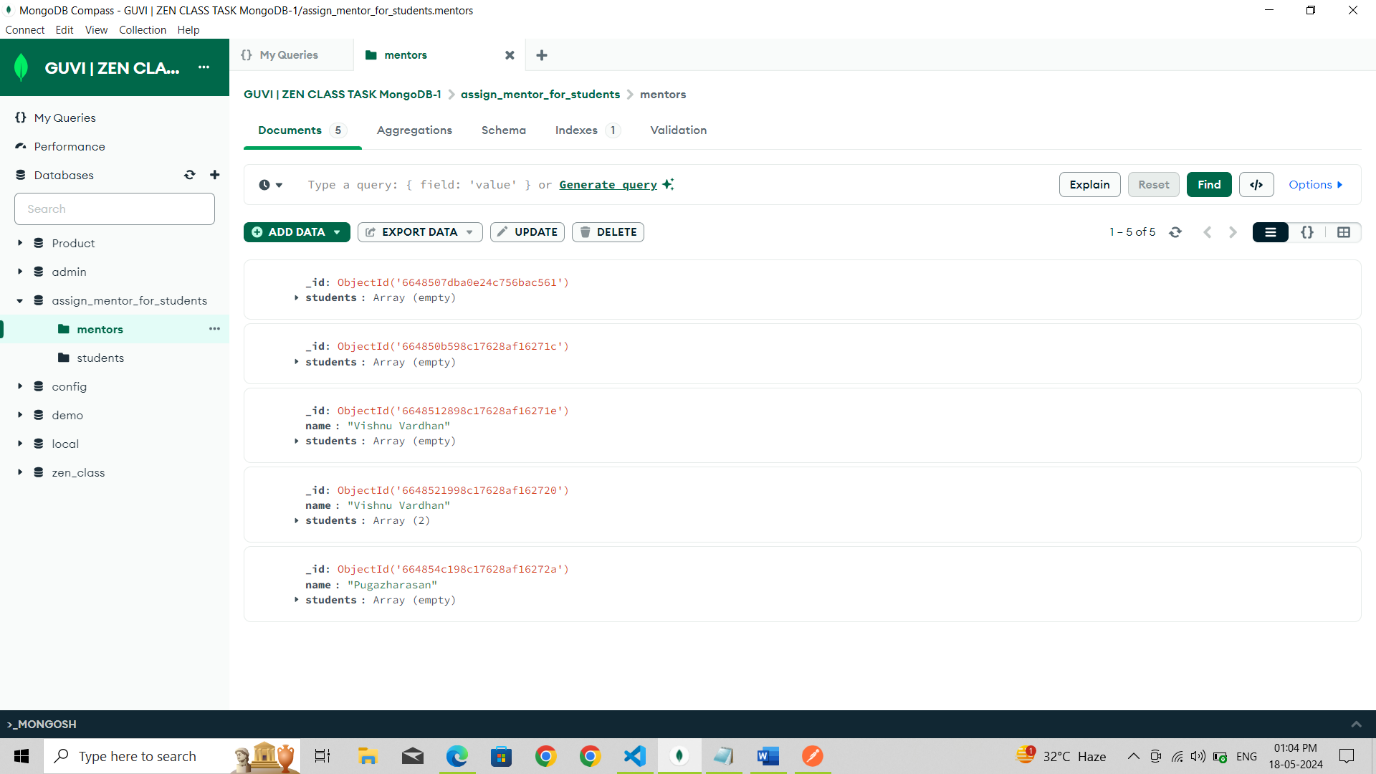 MongoDB Compass - GUVI | ZEN CLASS TASK MongoDB-1/assign_mentor_for_students.mentors
Connect Edit View Collection Help
GUVI | ZEN CLA... ...
{} My Queries
mentors
My Queries
Performance
Databases
Search
Product
admin
assign_mentor_for_students
mentors
students
config
demo
local
zen_class
GUVI | ZEN CLASS TASK MongoDB-1 > assign_mentor_for_students > mentors
Documents 5 Aggregations Schema Indexes 1 Validation
Type a query: { field: 'value' } or Generate query
Explain Reset Find </> Options
ADD DATA EXPORT DATA UPDATE DELETE
1 – 5 of 5
{}
_id: ObjectId('6648507dba0e24c756bac561')
students : Array (empty)
_id: ObjectId('664850b598c17628af16271c')
students : Array (empty)
_id: ObjectId('6648512898c17628af16271e')
name : "Vishnu Vardhan"
students : Array (empty)
_id: ObjectId('6648521998c17628af162720')
name : "Vishnu Vardhan"
students : Array (2)
_id: ObjectId('664854c198c17628af16272a')
name : "Pugazharasan"
students : Array (empty)
>_MONGOSH
Type here to search
1
32°C Haze
ENG
01:04 PM
18-05-2024